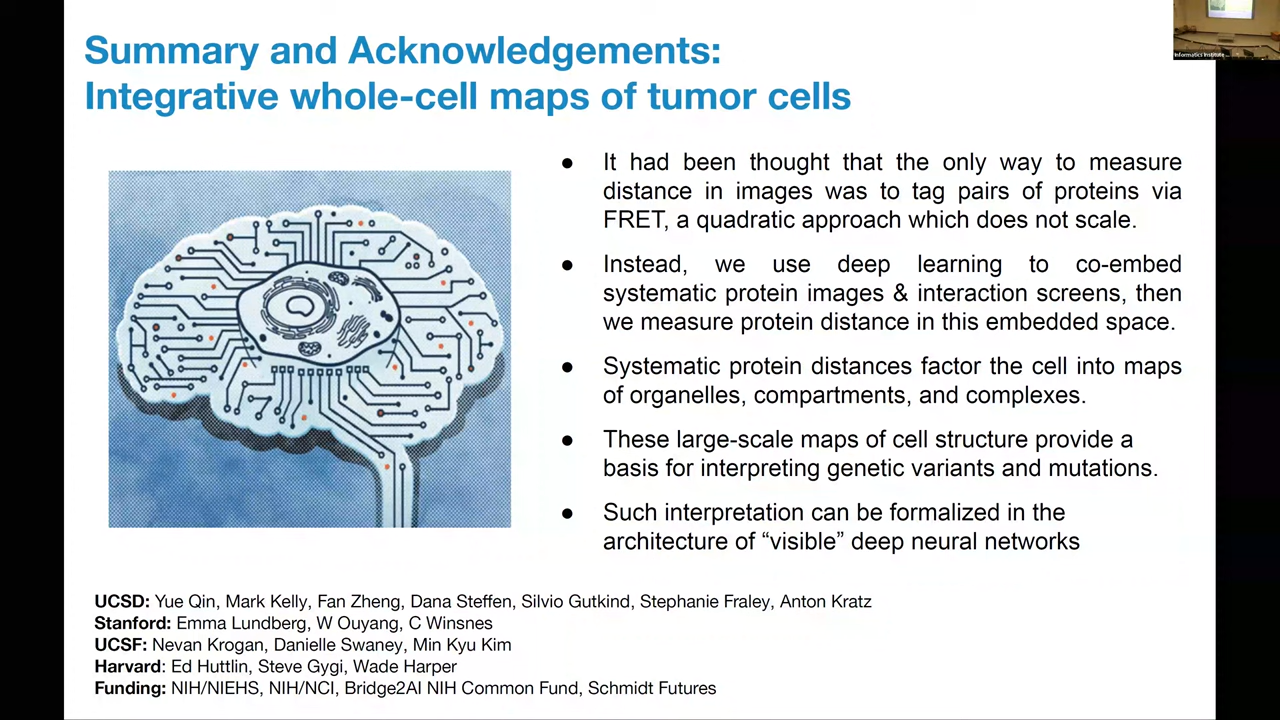 Summary and Acknowledgements:
Integrative whole-cell maps of tumor cells
● It had been thought that the only way to measure
distance in images was to tag pairs of proteins via
FRET, a quadratic approach which does not scale.
● Instead, we use deep learning to co-embed
systematic protein images & interaction screens, then
we measure protein distance in this embedded space.
● Systematic protein distances factor the cell into maps
of organelles, compartments, and complexes.
● These large-scale maps of cell structure provide a
basis for interpreting genetic variants and mutations.
● Such interpretation can be formalized in the
architecture of “visible” deep neural networks
UCSD: Yue Qin, Mark Kelly, Fan Zheng, Dana Steffen, Silvio Gutkind, Stephanie Fraley, Anton Kratz
Stanford: Emma Lundberg, W Ouyang, C Winsnes
UCSF: Nevan Krogan, Danielle Swaney, Min Kyu Kim
Harvard: Ed Huttlin, Steve Gygi, Wade Harper
Funding: NIH/NIEHS, NIH/NCI, Bridge2AI NIH Common Fund, Schmidt Futures
Informatics Institute